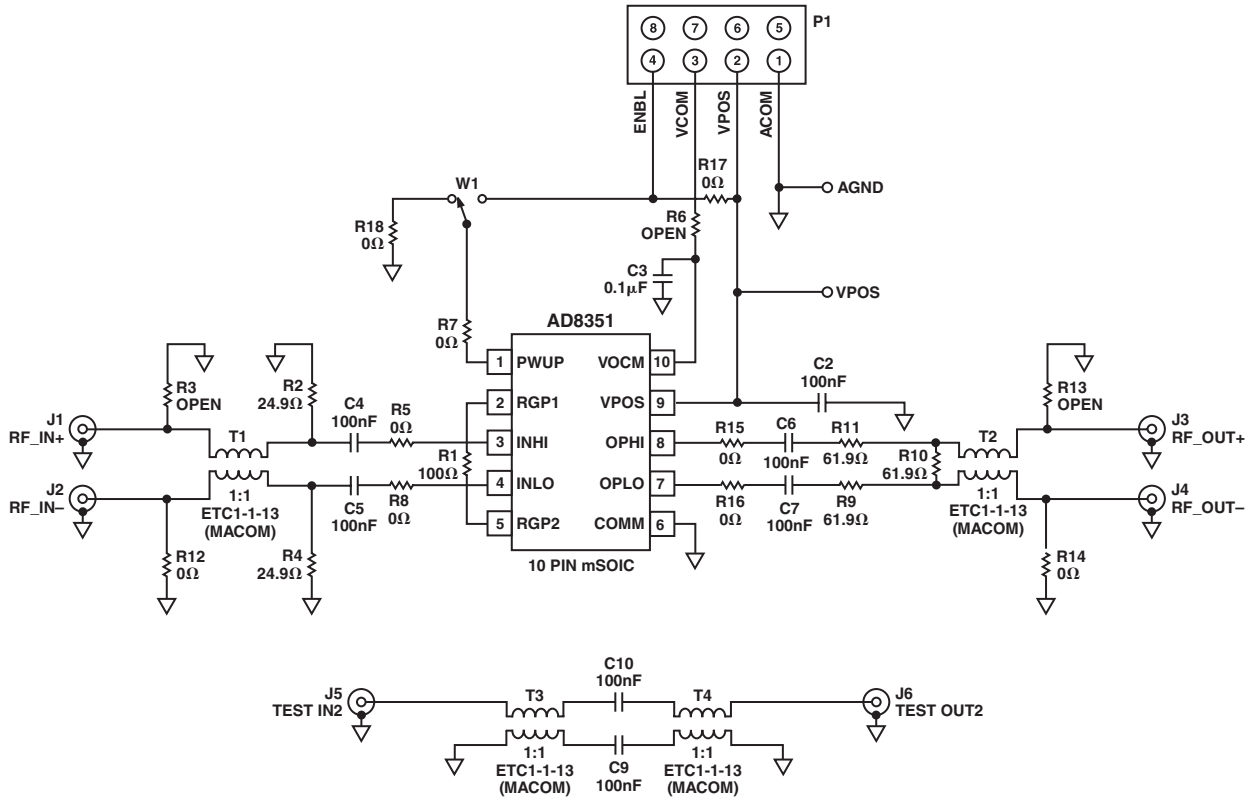 8 7 6 5 P1
4 3 2 1
ENBL
VCOM
VPOS
ACOM
R17
0Ω
AGND
W1
R6
OPEN
R18
0Ω
C3
0.1µF
VPOS
R7
0Ω
AD8351
1 PWUP VOCM 10
2 RGP1 VPOS 9
3 INHI OPHI 8
4 INLO OPLO 7
5 RGP2 COMM 6
10 PIN mSOIC
R3
OPEN
R2
24.9Ω
C4
100nF
R5
0Ω
J1
RF_IN+
T1
R1
100Ω
J2
RF_IN–
1:1
ETC1-1-13
(MACOM)
C5
100nF
R8
0Ω
R12
0Ω
R4
24.9Ω
C2
100nF
R13
OPEN
R15
0Ω
C6
100nF
R11
61.9Ω
R10
61.9Ω
T2
J3
RF_OUT+
R16
0Ω
C7
100nF
R9
61.9Ω
1:1
ETC1-1-13
(MACOM)
J4
RF_OUT–
R14
0Ω
J5
TEST IN2
T3
C10
100nF
T4
J6
TEST OUT2
1:1
ETC1-1-13
(MACOM)
C9
100nF
1:1
ETC1-1-13
(MACOM)